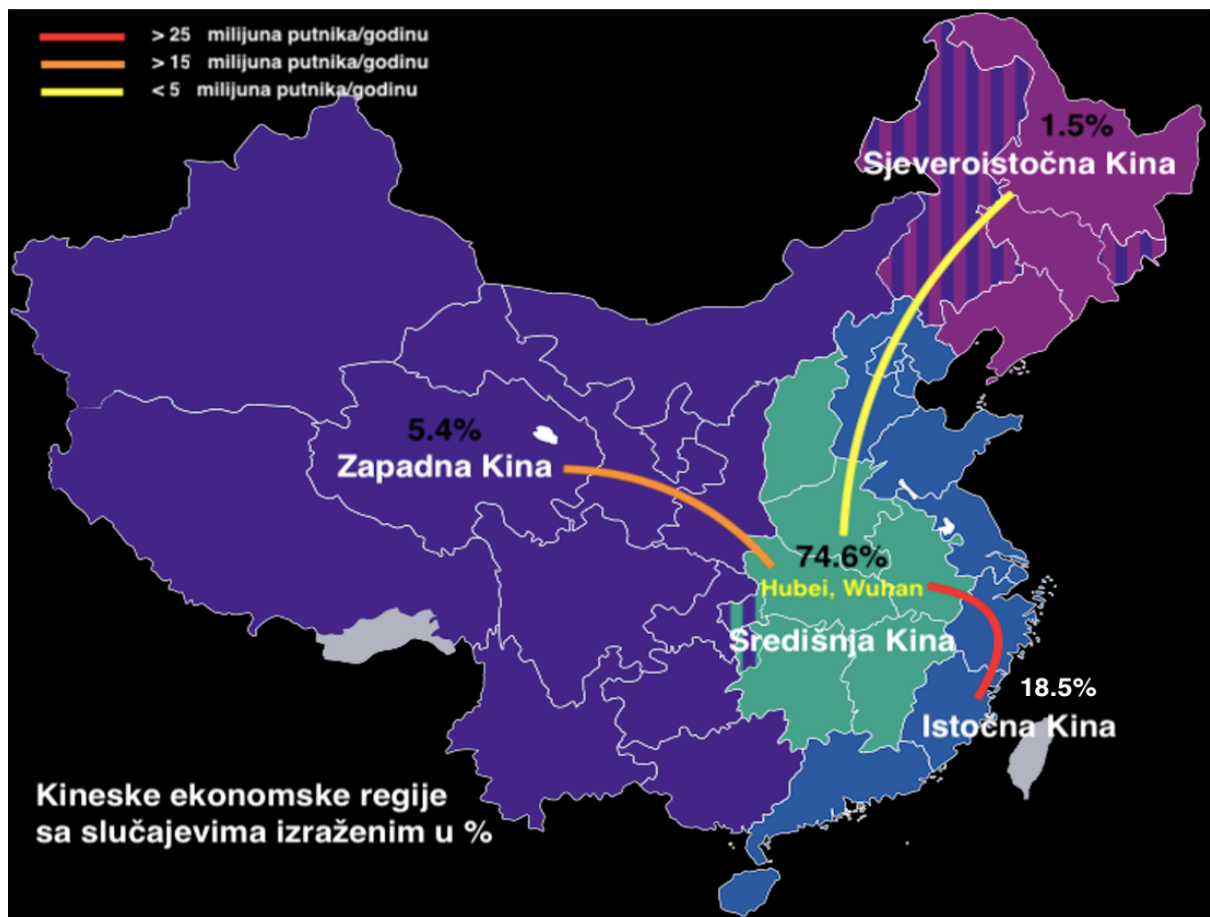 > 25 milijuna putnika/godinu
> 15 milijuna putnika/godinu
< 5 milijuna putnika/godinu
1.5%
Sjeveroistočna Kina
5.4%
Zapadna Kina
74.6%
Hubei, Wuhan
Središnja Kina
18.5%
Istočna Kina
Kineske ekonomske regije
sa slučajevima izraženim u %